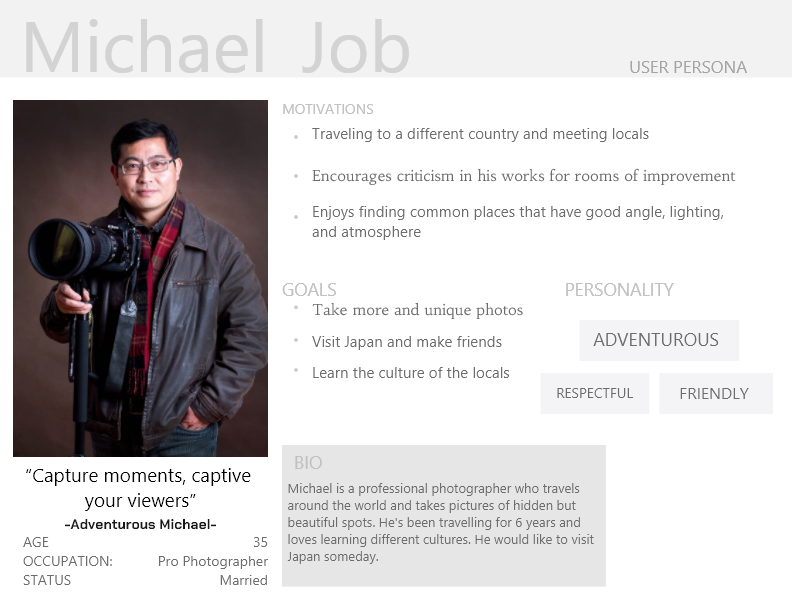 Michael Job
USER PERSONA
MOTIVATIONS
Traveling to a different country and meeting locals
Encourages criticism in his works for rooms of improvement
Enjoys finding common places that have good angle, lighting,
and atmosphere
GOALS
Take more and unique photos
Visit Japan and make friends
Learn the culture of the locals
PERSONALITY
ADVENTUROUS
RESPECTFUL FRIENDLY
“Capture moments, captive
your viewers”
-Adventurous Michael-
AGE 35
OCCUPATION: Pro Photographer
STATUS Married
BIO
Michael is a professional photographer who travels
around the world and takes pictures of hidden but
beautiful spots. He's been travelling for 6 years and
loves learning different cultures. He would like to visit
Japan someday.